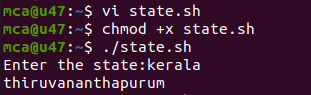 mca@u47:~$ vi state.sh
mca@u47:~$ chmod +x state.sh
mca@u47:~$ ./state.sh
Enter the state:kerala
thiruvananthapurum